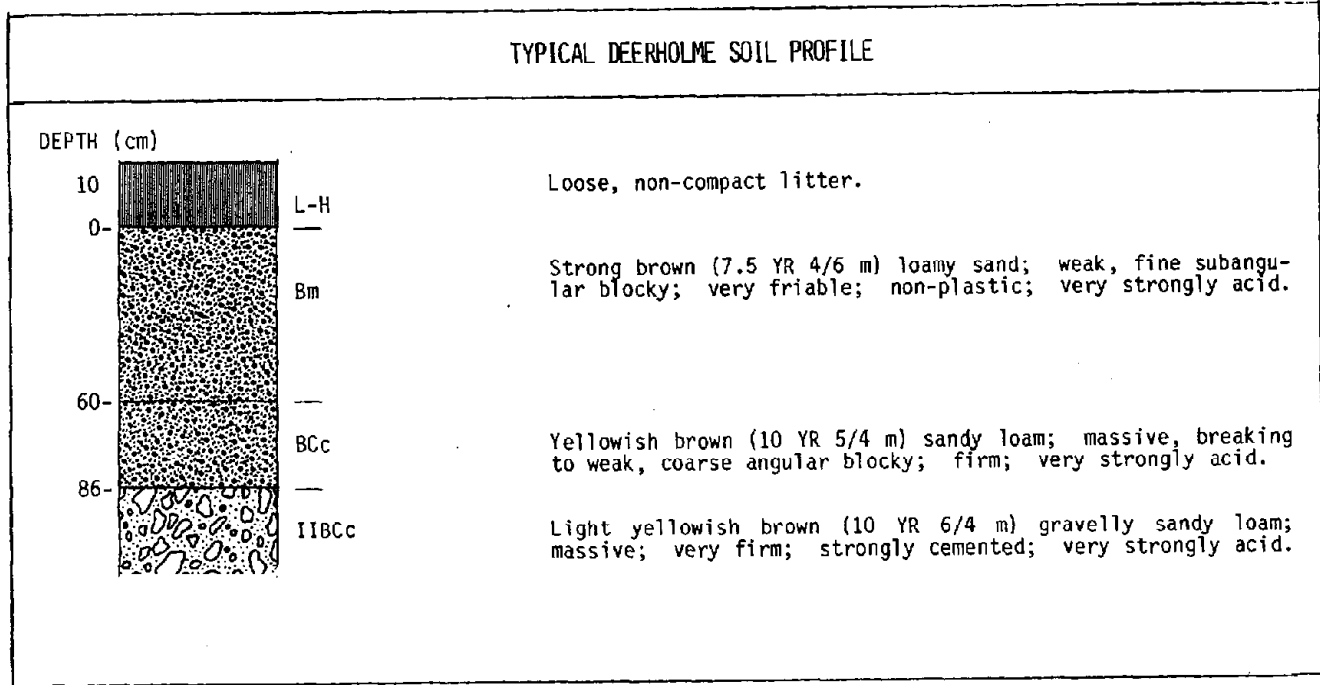 TYPICAL DEERHOLME SOIL PROFILE
DEPTH (cm)
10
Loose, non-compact litter.
L-H
0-
Strong brown (7.5 YR 4/6 m) loamy sand; weak, fine subangu-
lar blocky; very friable; non-plastic; very strongly acid.
Bm
60-
Yellowish brown (10 YR 5/4 m) sandy loam; massive, breaking
to weak, coarse angular blocky; firm; very strongly acid.
BCc
86-
Light yellowish brown (10 YR 6/4 m) gravelly sandy loam;
massive; very firm; strongly cemented; very strongly acid.
IIBCc